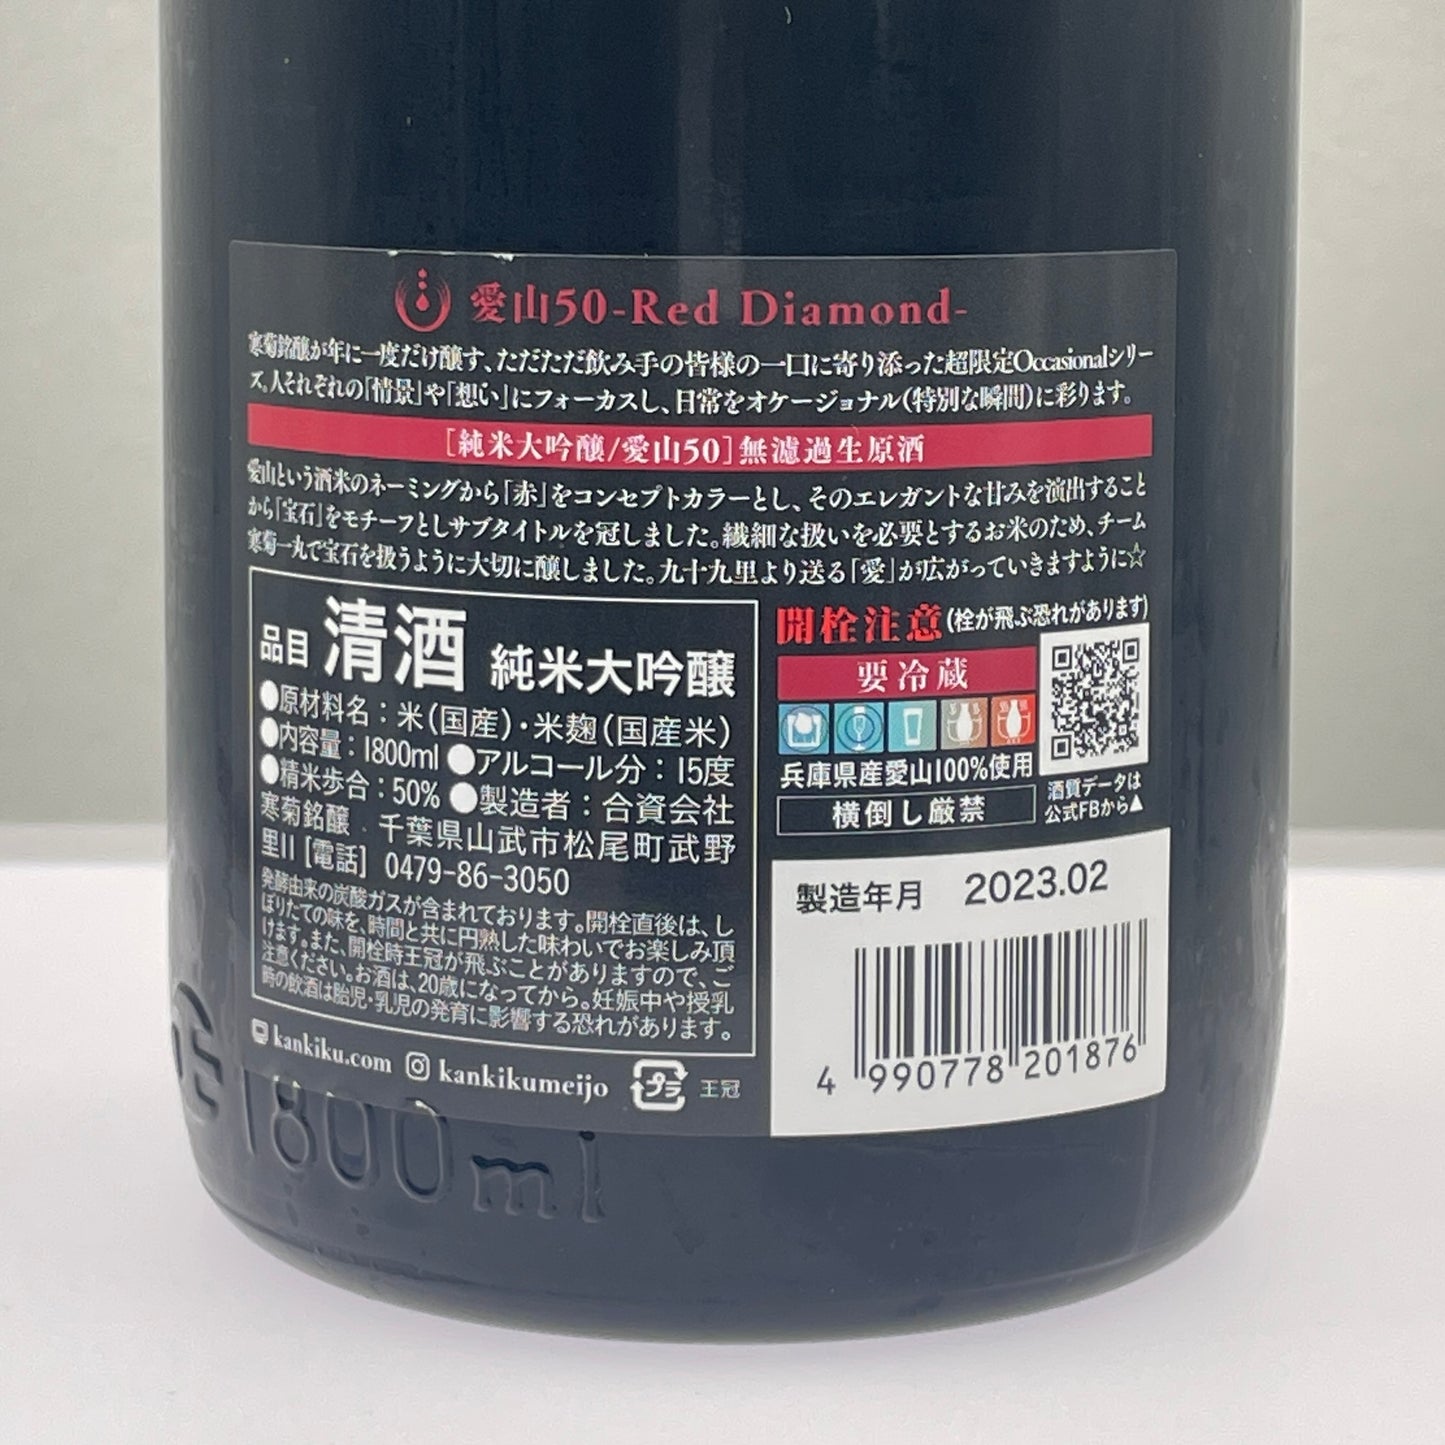 愛山50-Red Diamond-
寒菊銘醸が年に一度だけ醸す、ただただ飲み手の皆様の一口に寄り添った超限定Occasionalシリー
ズ。人それぞれの「情景」や「想い」にフォーカスし、日常をオケージョナル(特別な瞬間)に彩ります。
[純米大吟醸/愛山50]無濾過生原酒
愛山という酒米のネーミングから「赤」をコンセプトカラーとし、そのエレガントな甘みを演出すること
から「宝石」をモチーフとしサブタイトルを冠しました。繊細な扱いを必要とするお米のため、チーム
寒菊一丸で宝石を扱うように大切に醸しました。九十九里より送る「愛」が広がっていきますように☆
品目 清酒 純米大吟醸
●原材料名:米(国産)・米麹(国産米)
●内容量:1800ml ●アルコール分:15度
●精米歩合:50% ●製造者:合資会社
寒菊銘醸 千葉県山武市松尾町武野
里11 [電話] 0479-86-3050
発酵由来の炭酸ガスが含まれております。開栓直後は、し
ぼりたての味を、時間と共に円熟した味わいでお楽しみ頂
けます。また、開栓時王冠が飛ぶことがありますので、ご
注意ください。お酒は、20歳になってから。妊娠中や授乳
時の飲酒は胎児・乳児の発育に影響する恐れがあります。
kankiku.com kankikumeijo プラ 王冠
開栓注意(栓が飛ぶ恐れがあります)
要冷蔵
兵庫県産愛山100%使用
横倒し厳禁
酒質データは
公式FBから▲
製造年月 2023.02
4 990778 201876
1800ml